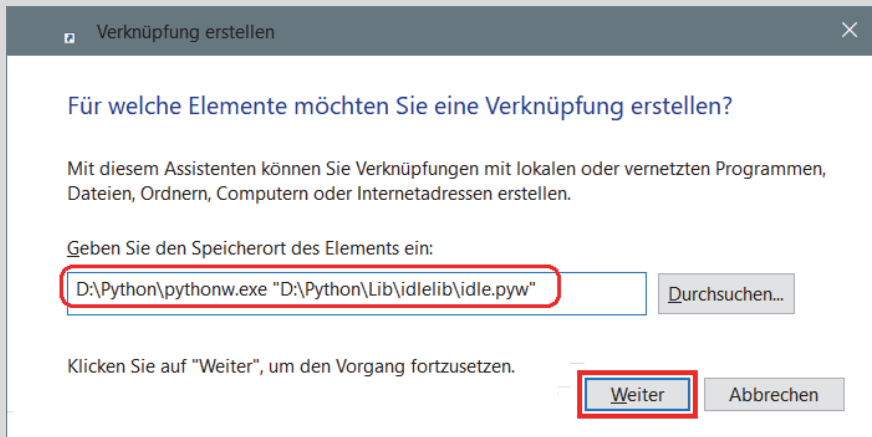 Verknüpfung erstellen
Für welche Elemente möchten Sie eine Verknüpfung erstellen?
Mit diesem Assistenten können Sie Verknüpfungen mit lokalen oder vernetzten Programmen,
Dateien, Ordnern, Computern oder Internetadressen erstellen.
Geben Sie den Speicherort des Elements ein:
D:\Python\pythonw.exe "D:\Python\Lib\idlelib\idle.pyw"
Durchsuchen...
Klicken Sie auf "Weiter", um den Vorgang fortzusetzen.
Weiter
Abbrechen